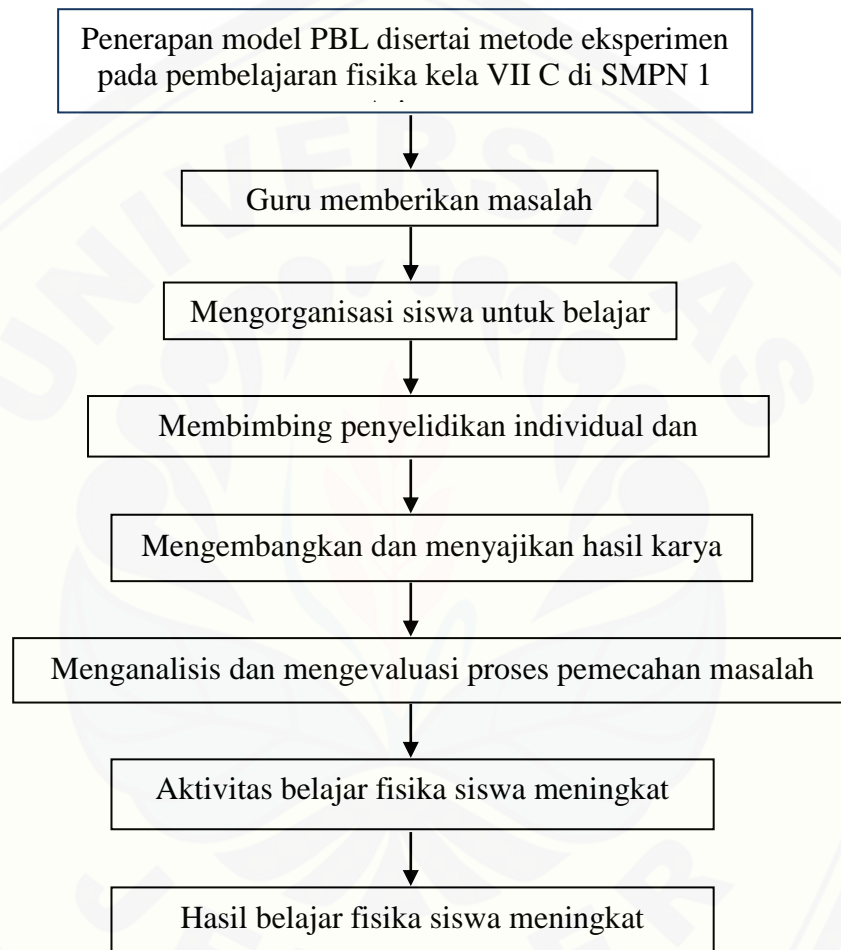 Penerapan model PBL disertai metode eksperimen
pada pembelajaran fisika kela VII C di SMPN 1
Guru memberikan masalah
Mengorganisasi siswa untuk belajar
Membimbing penyelidikan individual dan
Mengembangkan dan menyajikan hasil karya
Menganalisis dan mengevaluasi proses pemecahan masalah
Aktivitas belajar fisika siswa meningkat
Hasil belajar fisika siswa meningkat
UNIVERSITAS